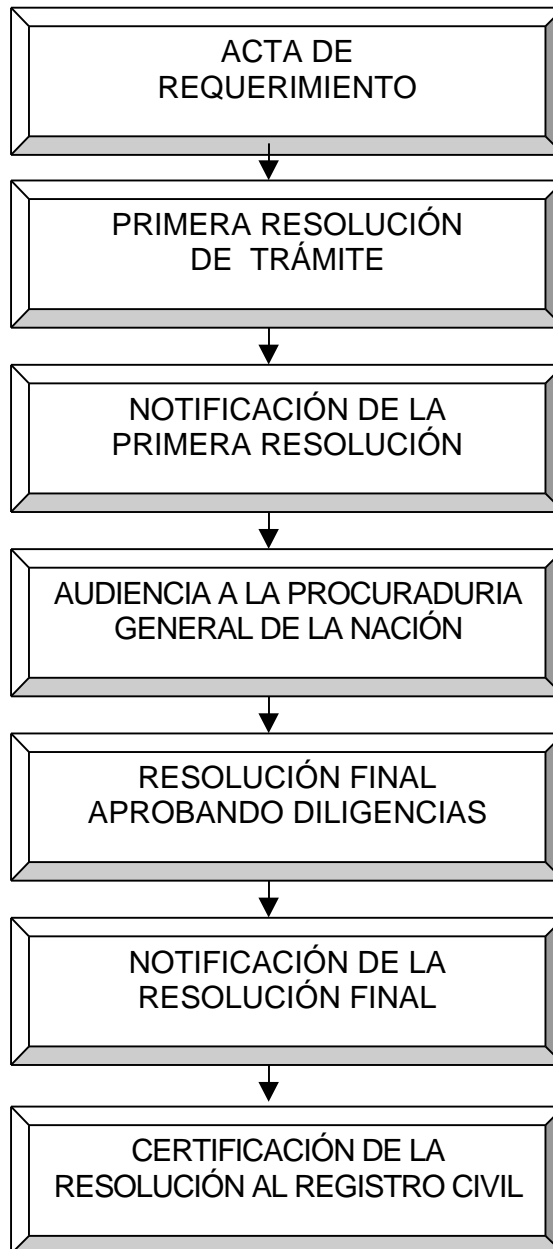 ACTA DE
REQUERIMIENTO
PRIMERA RESOLUCIÓN
DE TRÁMITE
NOTIFICACIÓN DE LA
PRIMERA RESOLUCIÓN
AUDIENCIA A LA PROCURADURIA
GENERAL DE LA NACIÓN
RESOLUCIÓN FINAL
APROBANDO DILIGENCIAS
NOTIFICACIÓN DE LA
RESOLUCIÓN FINAL
CERTIFICACIÓN DE LA
RESOLUCIÓN AL REGISTRO CIVIL